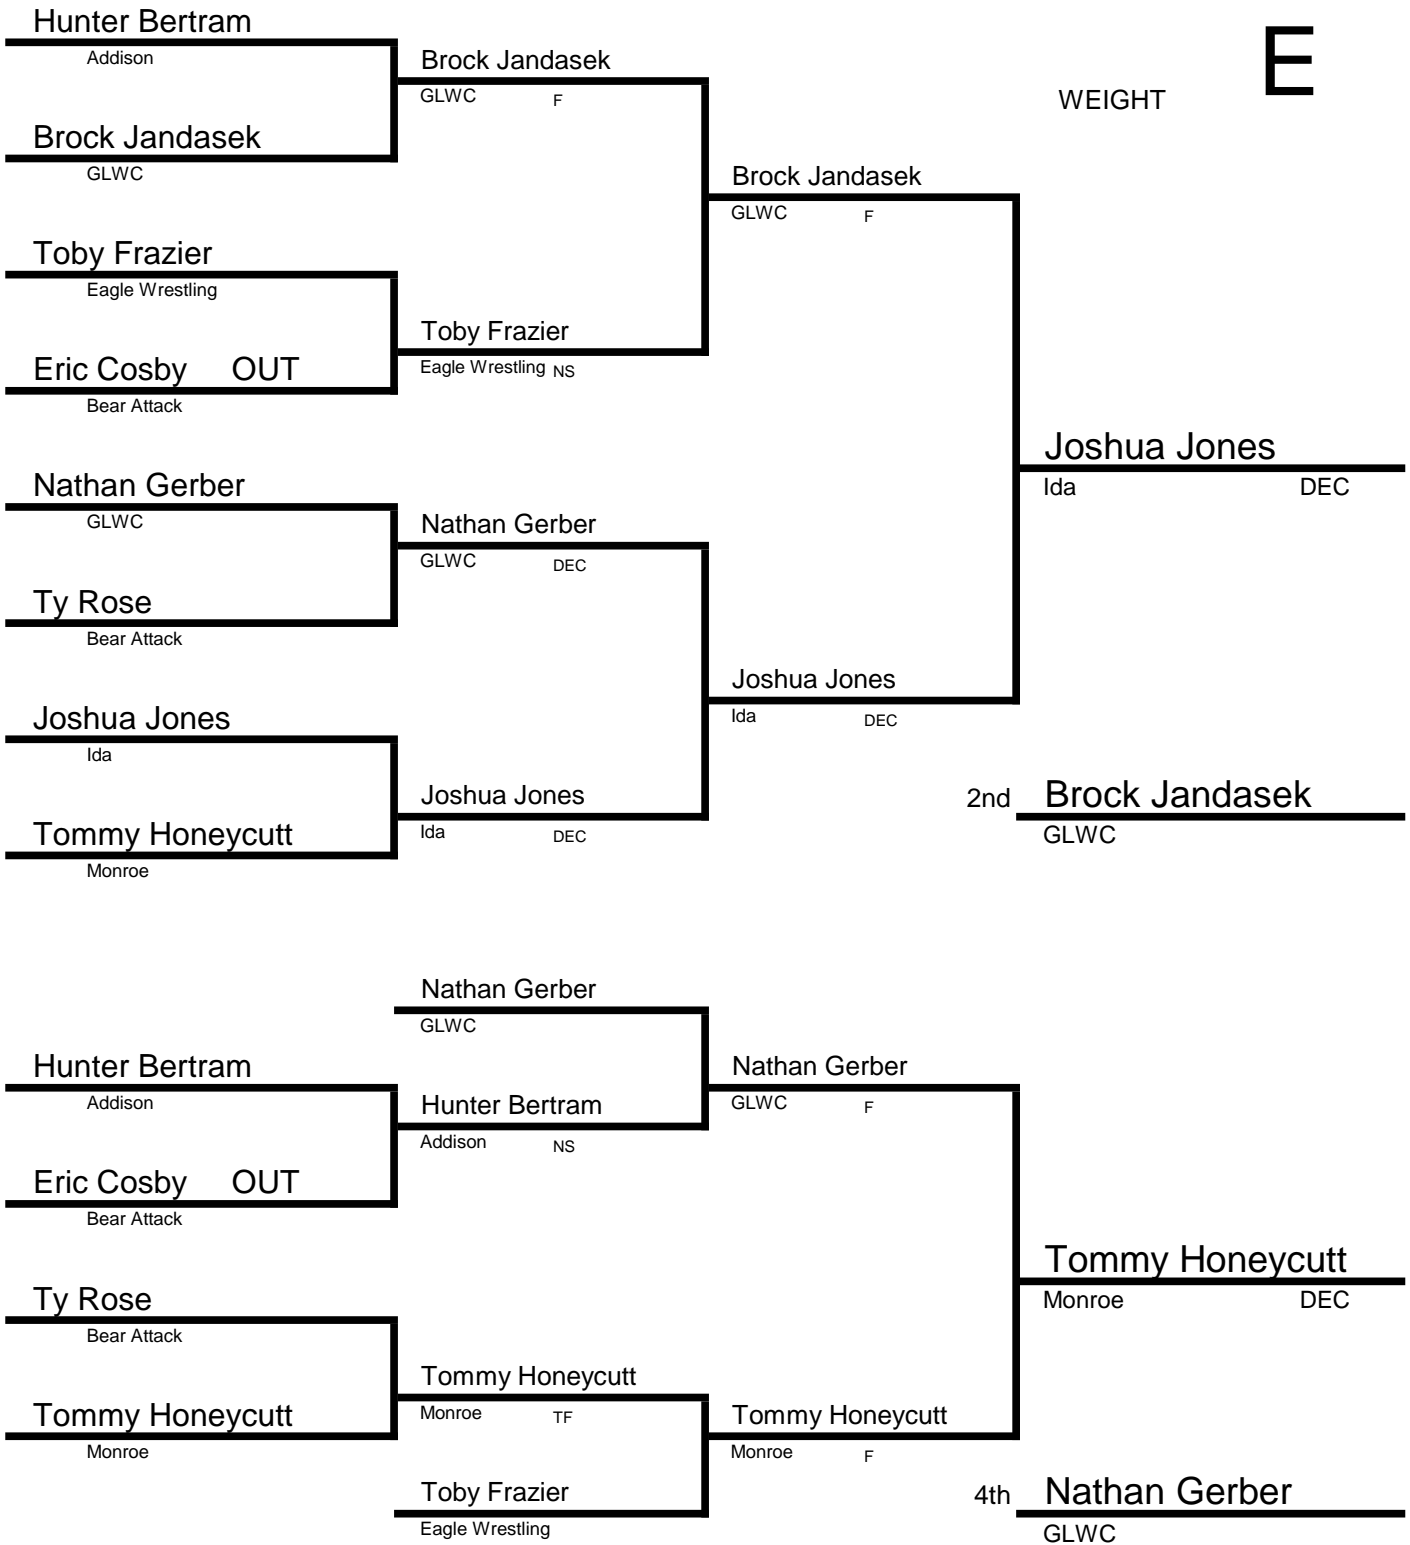 Hunter Bertram
Addison
Brock Jandasek
GLWC F
E
WEIGHT
Brock Jandasek
GLWC
Brock Jandasek
GLWC F
Toby Frazier
Eagle Wrestling
Toby Frazier
Eagle Wrestling NS
Eric Cosby OUT
Bear Attack
Joshua Jones
Ida DEC
Nathan Gerber
GLWC
Nathan Gerber
GLWC DEC
Ty Rose
Bear Attack
Joshua Jones
Ida DEC
Joshua Jones
Ida
Joshua Jones
Ida DEC
2nd Brock Jandasek
GLWC
Tommy Honeycutt
Monroe
Nathan Gerber
GLWC
Hunter Bertram
Addison
Nathan Gerber
GLWC F
Hunter Bertram
Addison NS
Eric Cosby OUT
Bear Attack
Tommy Honeycutt
Monroe DEC
Ty Rose
Bear Attack
Tommy Honeycutt
Monroe TF
Tommy Honeycutt
Monroe
Tommy Honeycutt
Monroe F
Toby Frazier
Eagle Wrestling
4th Nathan Gerber
GLWC